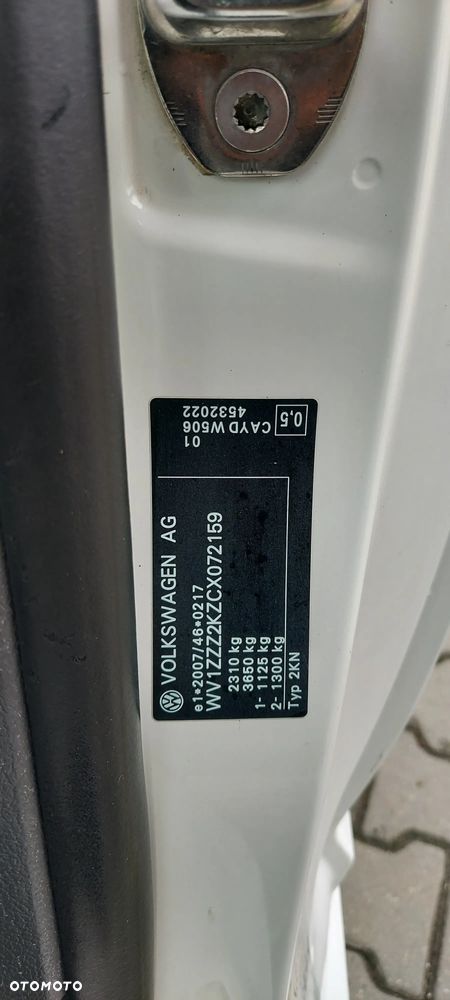 VOLKSWAGEN AG
e1*2007/46*0217
WV1ZZZ2KZCX072159
2310 kg
3650 kg
1- 1125 kg
2- 1300 kg
Typ 2KN
01
CAYD W506
4532022
0,5
OTOMOTO